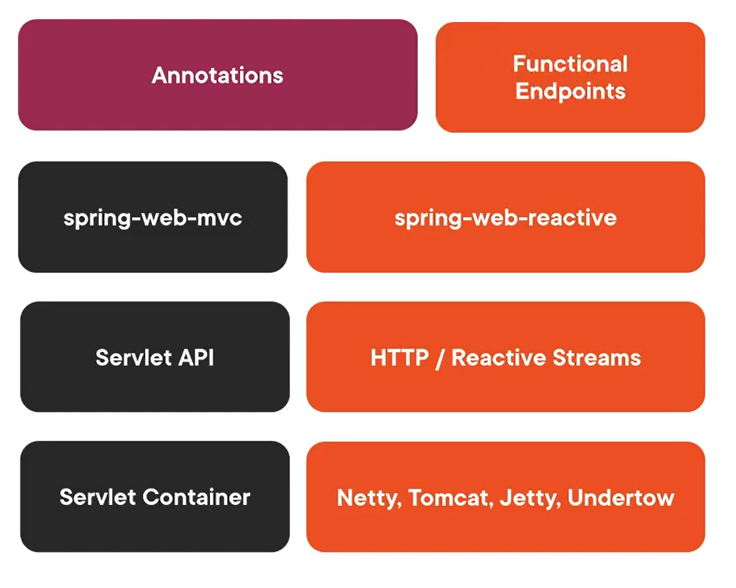 Annotations
Functional
Endpoints
spring-web-mvc
spring-web-reactive
Servlet API
HTTP / Reactive Streams
Servlet Container
Netty, Tomcat, Jetty, Undertow